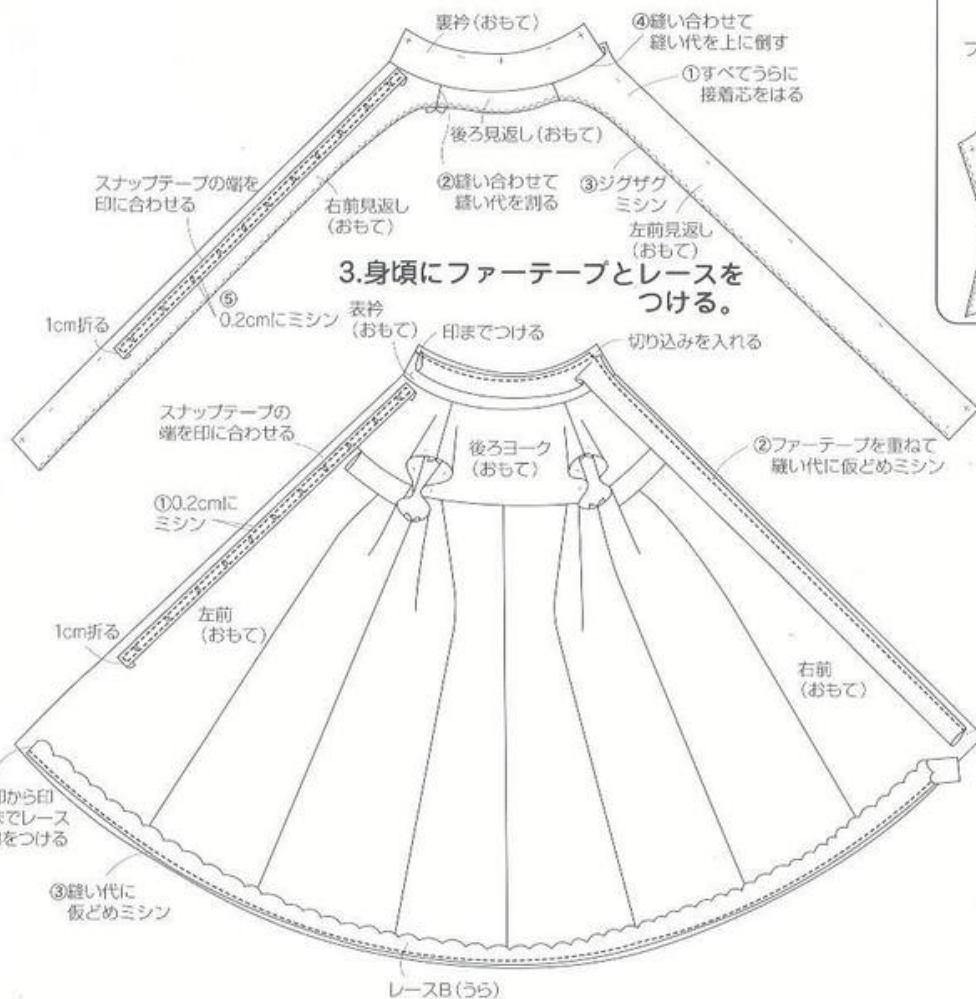 裏衿(おもて)
④縫い合わせて
縫い代を上に倒す
①すべてうらに
接着芯をはる
後ろ見返し(おもて)
スナップテープの端を
印に合わせる
右前見返し
(おもて)
②縫い合わせて
縫い代を割る
③ジグザグ
ミシン
左前見返し
(おもて)
⑤
0.2cmにミシン
1cm折る
3.身頃にファーテープとレースを
つける。
表衿
(おもて)
印までつける
切り込みを入れる
スナップテープの
端を印に合わせる
後ろヨーク
(おもて)
②ファーテープを重ねて
縫い代に仮どめミシン
①0.2cmに
ミシン
1cm折る
左前
(おもて)
右前
(おもて)
印から印
までレース
をつける
③縫い代に
仮どめミシン
レースB(うら)